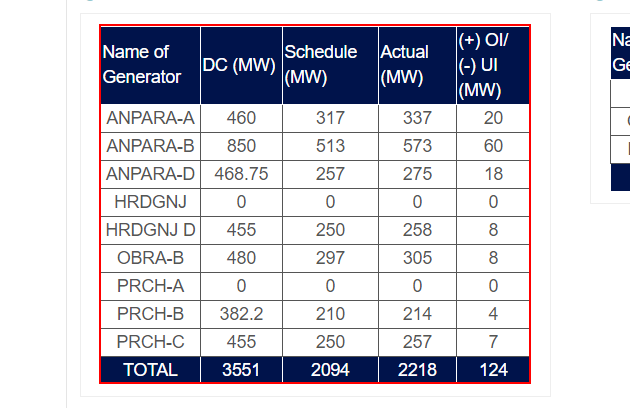 Name of Generator DC (MW) Schedule (MW) Actual (MW) (+) OI/ (-) UI (MW)
ANPARA-A 460 317 337 20
ANPARA-B 850 513 573 60
ANPARA-D 468.75 257 275 18
HRDGNJ 0 0 0 0
HRDGNJ D 455 250 258 8
OBRA-B 480 297 305 8
PRCH-A 0 0 0 0
PRCH-B 382.2 210 214 4
PRCH-C 455 250 257 7
TOTAL 3551 2094 2218 124